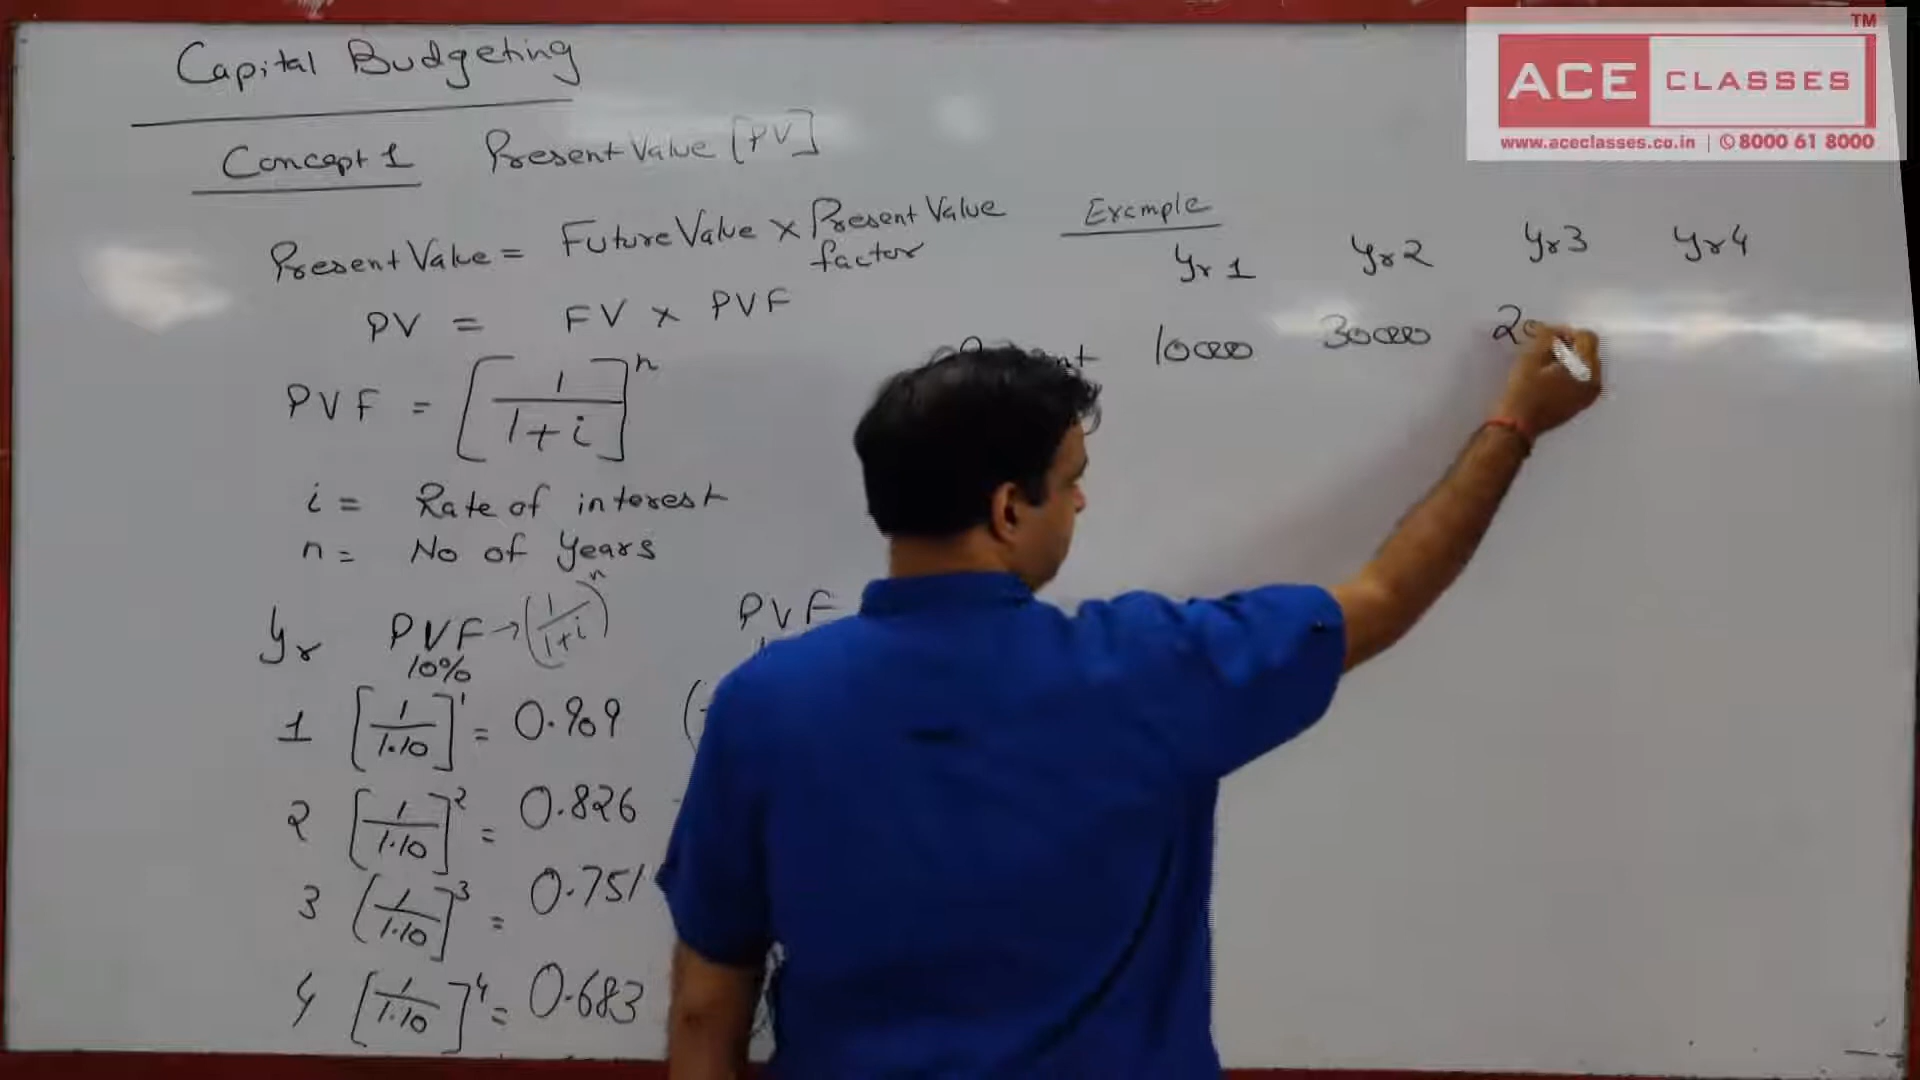 Capital Budgeting
Concept 1 Present Value [PV]
Present Value = Future Value × Present Value factor
PV = FV × PVF
PVF = [1/1+i]^n
i = Rate of interest
n = No of Years
Yr PVF → (1/1+i)^n PVF
10%
1 [1/1.10]^1 = 0.909
2 [1/1.10]^2 = 0.826
3 [1/1.10]^3 = 0.751
4 [1/1.10]^4 = 0.683
Example
Yr 1 Yr 2 Yr 3 Yr 4
10000 30000
TM
ACE CLASSES
www.aceclasses.co.in | 8000 61 8000